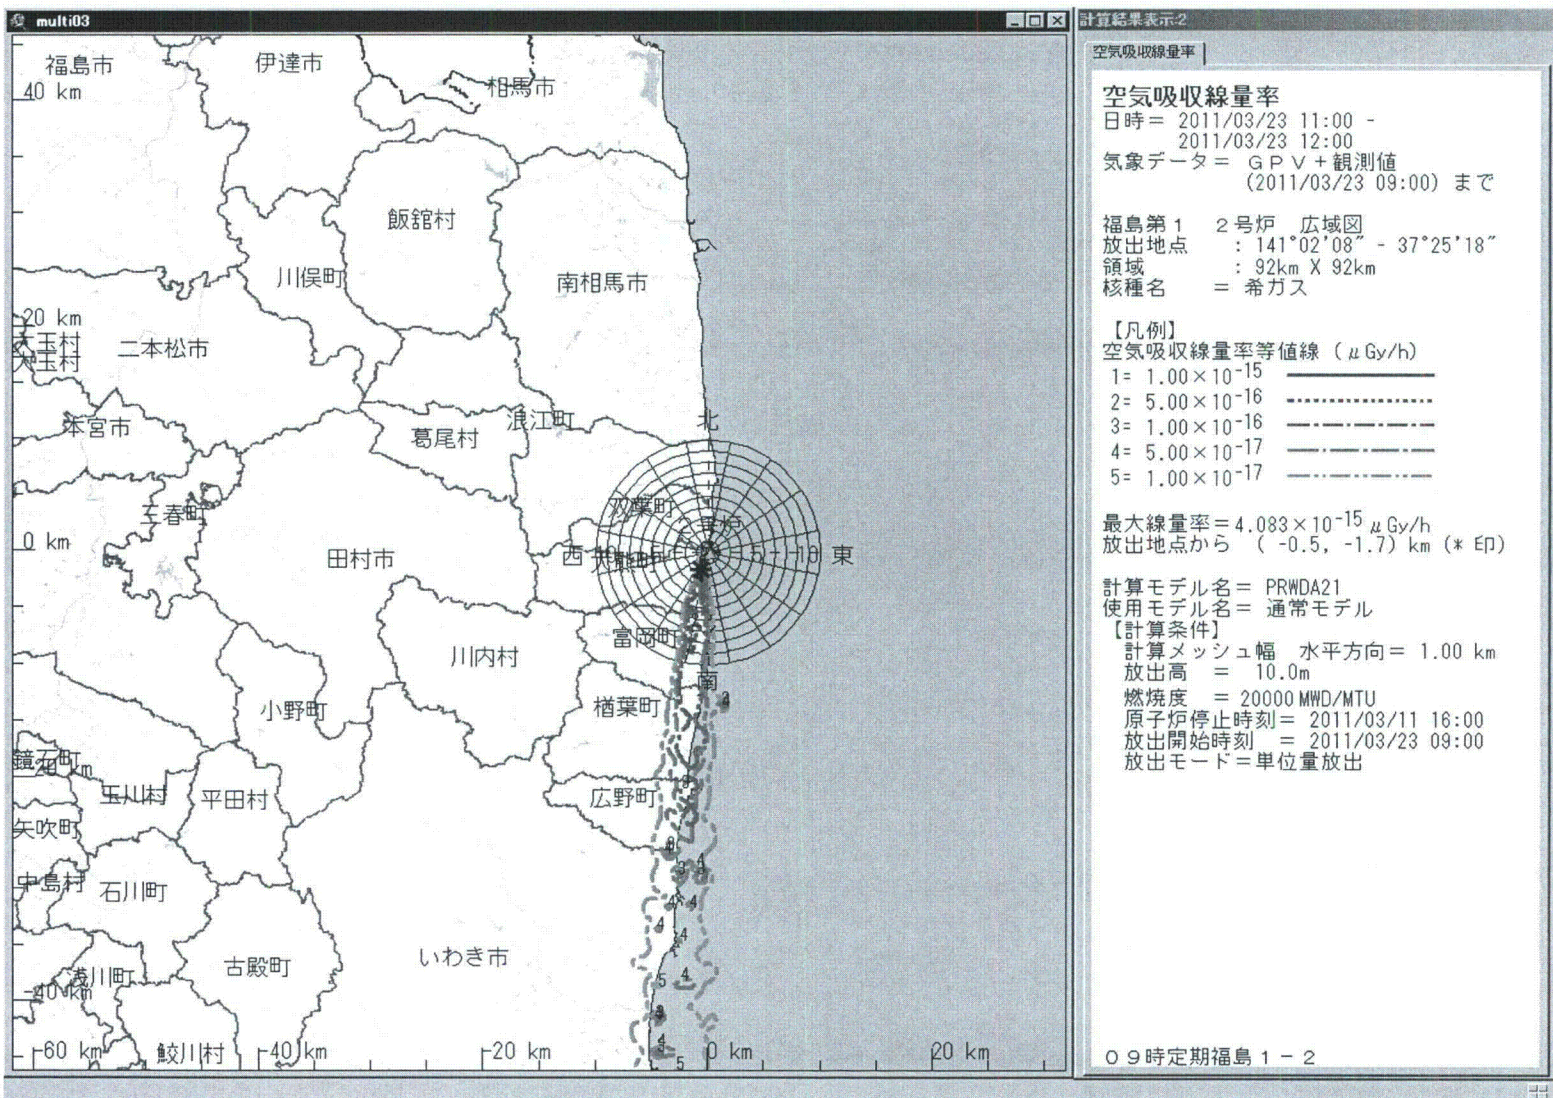 multi03
福島市
伊達市
相馬市
40 km
飯舘村
川俣町
南相馬市
20 km
大玉村
大玉村
二本松市
本宮市
葛尾村
浪江町
北
双葉町
三春町
0 km
田村市
西
10
5
5
10
東
富岡町
川内村
南
小野町
楢葉町
鏡石町
-20 km
玉川村
平田村
広野町
矢吹町
中島村
石川町
浅川町
古殿町
いわき市
-40 km
-60 km
鮫川村
-40 km
-20 km
0 km
20 km
計算結果表示-2
空気吸収線量率
空気吸収線量率
日時= 2011/03/23 11:00 -
2011/03/23 12:00
気象データ= GPV+観測値
(2011/03/23 09:00) まで
福島第1 2号炉 広域図
放出地点 : 141°02'08" - 37°25'18"
領域 : 92km X 92km
核種名 = 希ガス
【凡例】
空気吸収線量率等値線 (μGy/h)
1= 1.00×10⁻¹⁵
2= 5.00×10⁻¹⁶
3= 1.00×10⁻¹⁶
4= 5.00×10⁻¹⁷
5= 1.00×10⁻¹⁷
最大線量率=4.083×10⁻¹⁵μGy/h
放出地点から ( -0.5, -1.7) km (* 印)
計算モデル名= PRWDA21
使用モデル名= 通常モデル
【計算条件】
計算メッシュ幅 水平方向= 1.00 km
放出高 = 10.0m
燃焼度 = 20000MWD/MTU
原子炉停止時刻= 2011/03/11 16:00
放出開始時刻 = 2011/03/23 09:00
放出モード=単位量放出
09時定期福島1-2